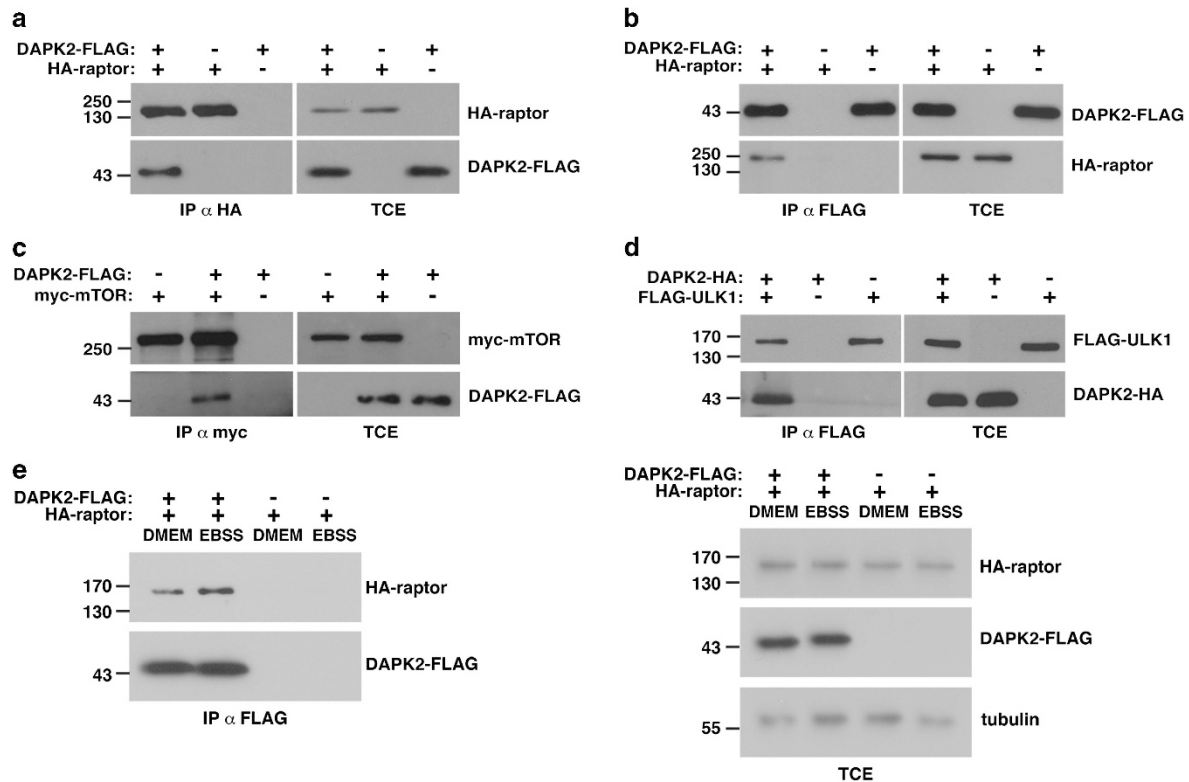 a
DAPK2-FLAG: + - + + - +
HA-raptor: + + - + + -
250
130
HA-raptor
43
DAPK2-FLAG
IP α HA TCE
b
DAPK2-FLAG: + - + + - +
HA-raptor: + + - + + -
43
DAPK2-FLAG
250
130
HA-raptor
IP α FLAG TCE
c
DAPK2-FLAG: - + + - + +
myc-mTOR: + + - + + -
250
myc-mTOR
43
DAPK2-FLAG
IP α myc TCE
d
DAPK2-HA: + + - + + -
FLAG-ULK1: + - + + - +
170
130
FLAG-ULK1
43
DAPK2-HA
IP α FLAG TCE
e
DAPK2-FLAG: + + - -
HA-raptor: + + + +
DMEM EBSS DMEM EBSS
170
130
HA-raptor
43
DAPK2-FLAG
IP α FLAG
DAPK2-FLAG: + + - -
HA-raptor: + + + +
DMEM EBSS DMEM EBSS
170
130
HA-raptor
43
DAPK2-FLAG
55
tubulin
TCE